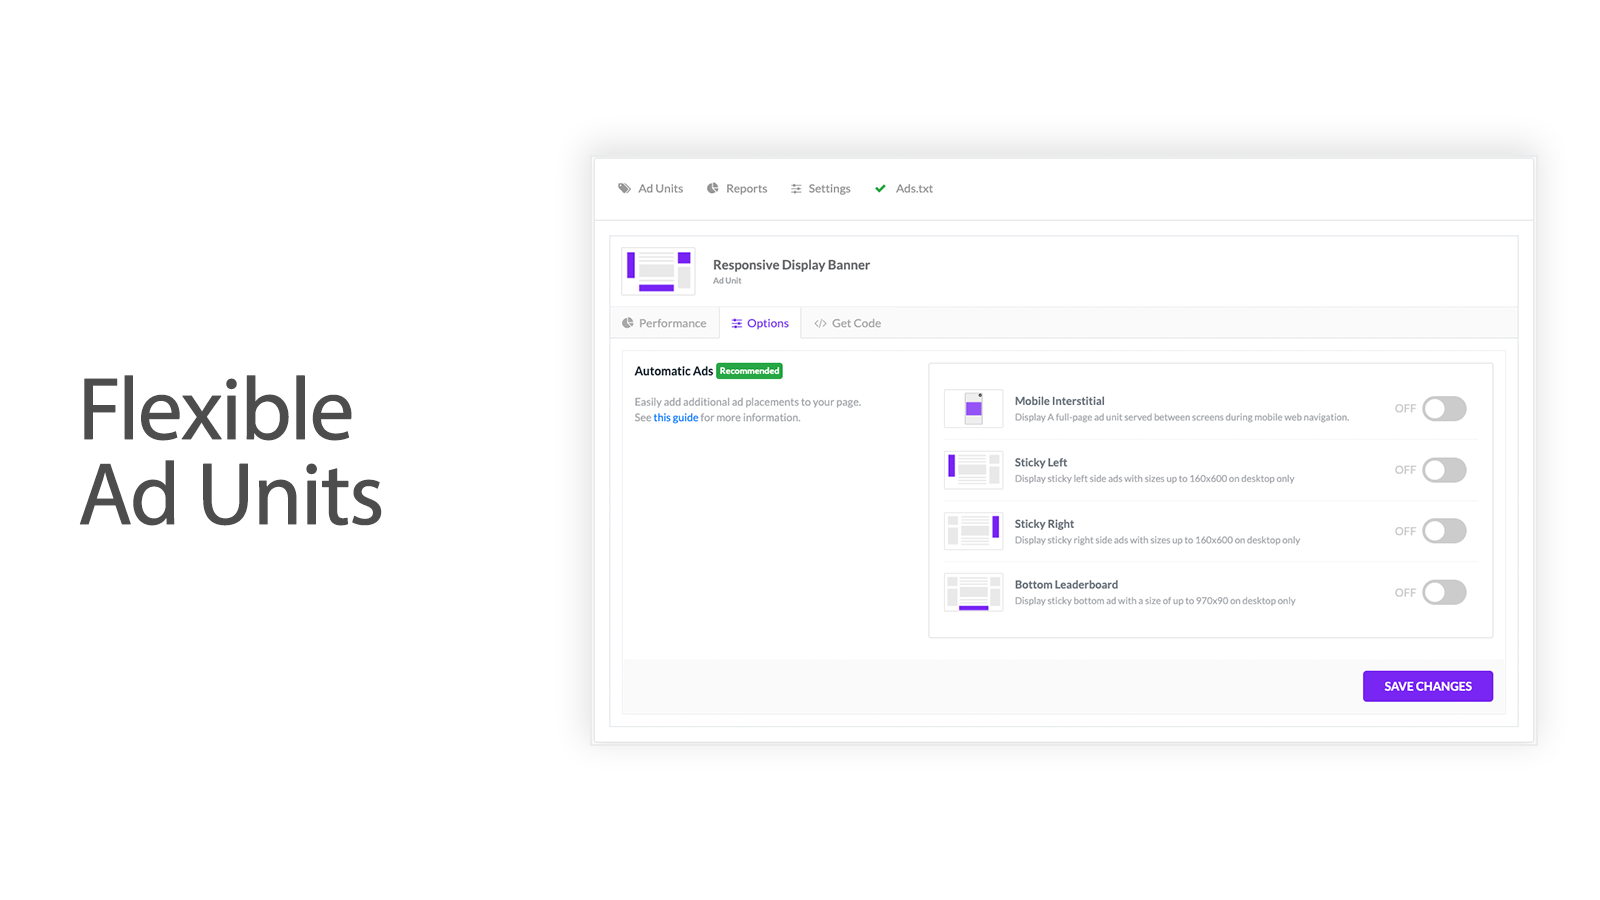 Flexible
Ad Units
Ad Units
Reports
Settings
Ads.txt
Responsive Display Banner
Ad Unit
Performance
Options
</> Get Code
Automatic Ads Recommended
Easily add additional ad placements to your page.
See this guide for more information.
Mobile Interstitial
Display A full-page ad unit served between screens during mobile web navigation.
OFF
Sticky Left
Display sticky left side ads with sizes up to 160x600 on desktop only
OFF
Sticky Right
Display sticky right side ads with sizes up to 160x600 on desktop only
OFF
Bottom Leaderboard
Display sticky bottom ad with a size of up to 970x90 on desktop only
OFF
SAVE CHANGES